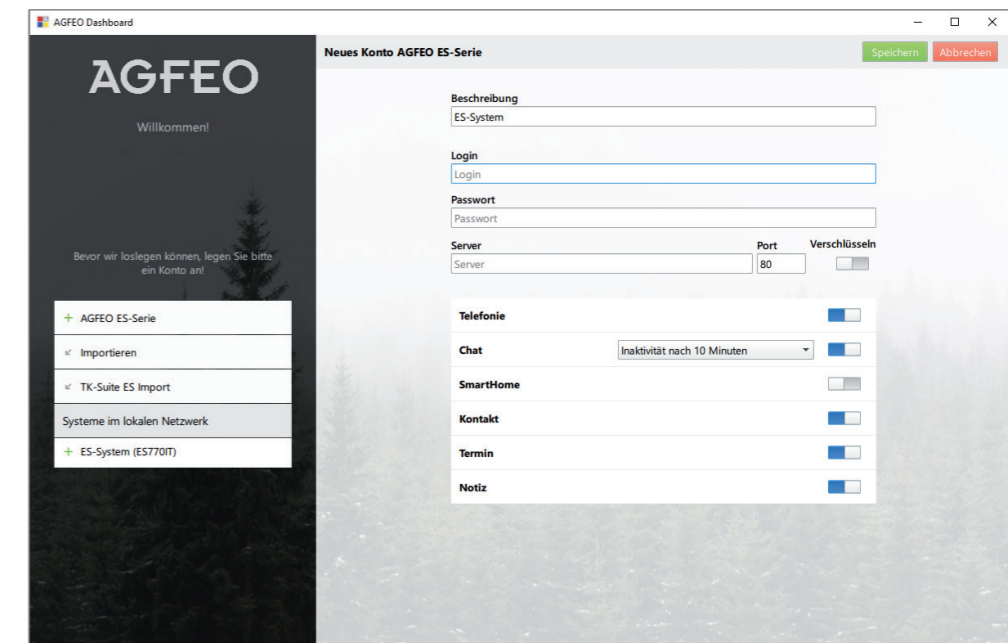 AGFEO Dashboard
AGFEO
Willkommen!
Bevor wir loslegen können, legen Sie bitte
ein Konto an!
+ AGFEO ES-Serie
Importieren
TK-Suite ES Import
Systeme im lokalen Netzwerk
+ ES-System (ES770IT)
Neues Konto AGFEO ES-Serie
Speichern
Abbrechen
Beschreibung
ES-System
Login
Login
Passwort
Passwort
Server Port Verschlüsseln
Server 80
Telefonie
Chat Inaktivität nach 10 Minuten
SmartHome
Kontakt
Termin
Notiz